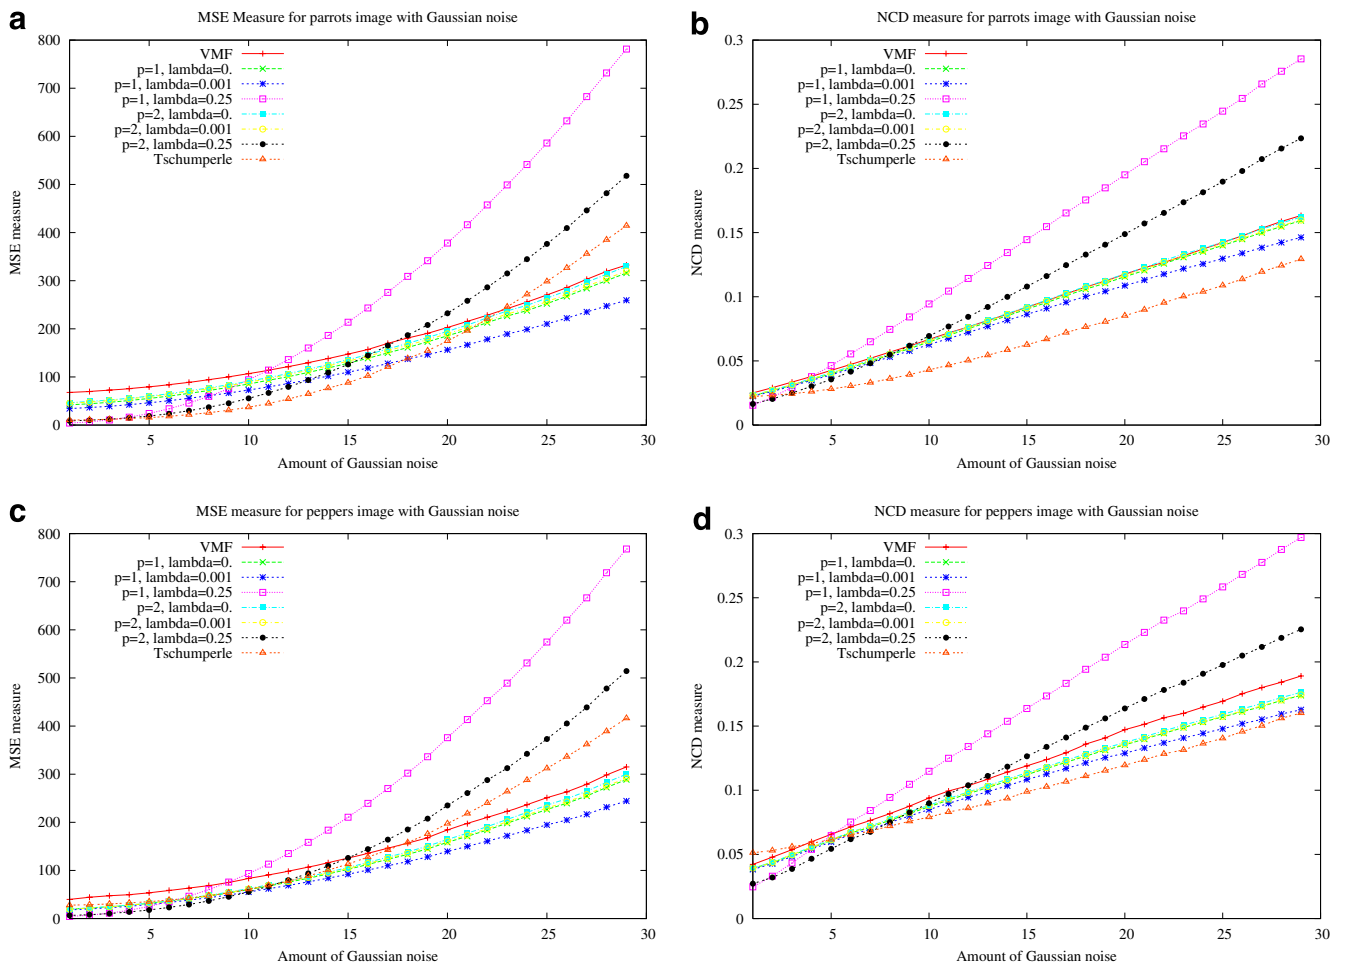 a
MSE Measure for parrots image with Gaussian noise
800
700
600
500
400
300
200
100
0
MSE measure
VMF
p=1, lambda=0.
p=1, lambda=0.001
p=1, lambda=0.25
p=2, lambda=0.
p=2, lambda=0.001
p=2, lambda=0.25
Tschumperle
5 10 15 20 25 30
Amount of Gaussian noise
b
NCD measure for parrots image with Gaussian noise
0.3
0.25
0.2
0.15
0.1
0.05
0
NCD measure
VMF
p=1, lambda=0.
p=1, lambda=0.001
p=1, lambda=0.25
p=2, lambda=0.
p=2, lambda=0.001
p=2, lambda=0.25
Tschumperle
5 10 15 20 25 30
Amount of Gaussian noise
c
MSE measure for peppers image with Gaussian noise
800
700
600
500
400
300
200
100
0
MSE measure
VMF
p=1, lambda=0.
p=1, lambda=0.001
p=1, lambda=0.25
p=2, lambda=0.
p=2, lambda=0.001
p=2, lambda=0.25
Tschumperle
5 10 15 20 25 30
Amount of Gaussian noise
d
NCD measure for peppers image with Gaussian noise
0.3
0.25
0.2
0.15
0.1
0.05
0
NCD measure
VMF
p=1, lambda=0.
p=1, lambda=0.001
p=1, lambda=0.25
p=2, lambda=0.
p=2, lambda=0.001
p=2, lambda=0.25
Tschumperle
5 10 15 20 25 30
Amount of Gaussian noise